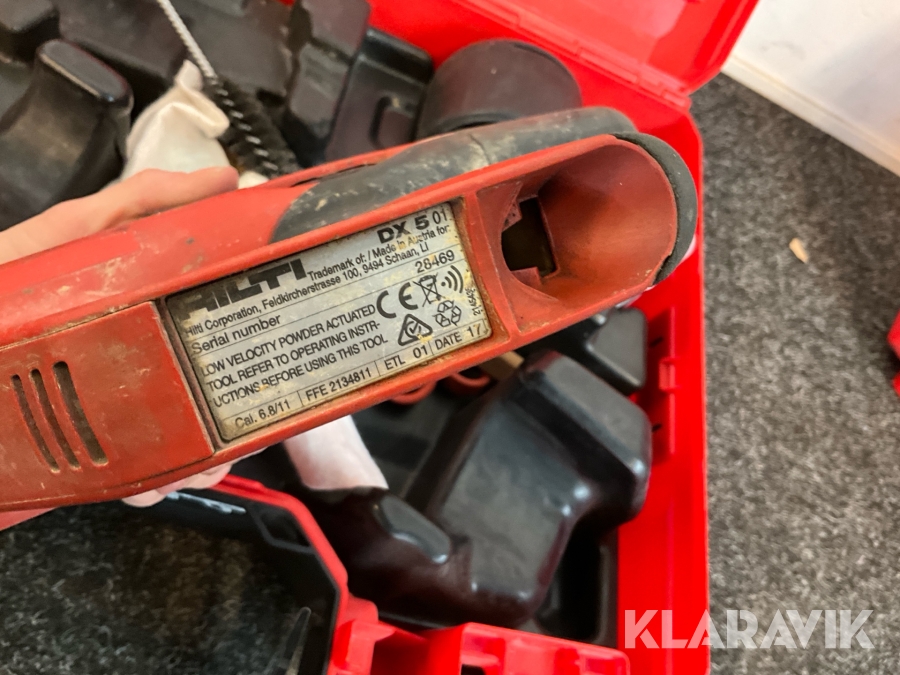 HILTI DX 5 01
Trademark of: / Made in Austria for:
Hilti Corporation, Feldkircherstrasse 100, 9494 Schaan, LI
Serial number 28469
LOW VELOCITY POWDER ACTUATED
TOOL REFER TO OPERATING INSTR-
UCTIONS BEFORE USING THIS TOOL
CE
Cal. 6.8/11 FFE 2134811 ETL 01 DATE 17
KLARAVIK